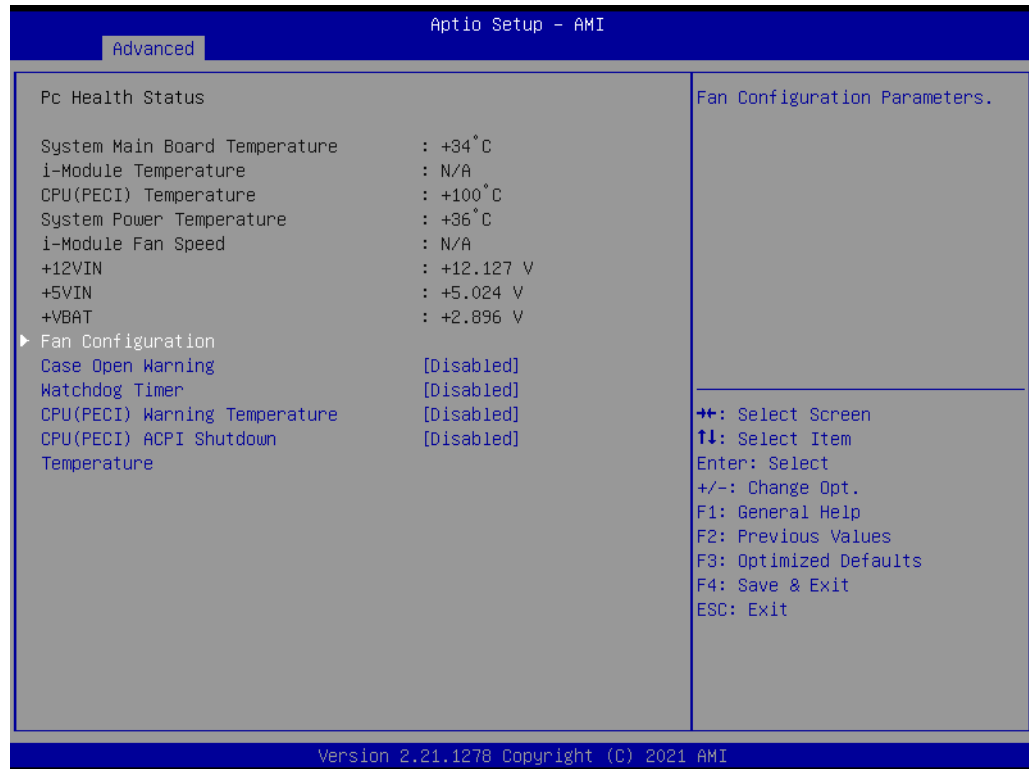 Aptio Setup – AMI
Advanced
Pc Health Status
System Main Board Temperature : +34°C
i-Module Temperature : N/A
CPU(PECI) Temperature : +100°C
System Power Temperature : +36°C
i-Module Fan Speed : N/A
+12VIN : +12.127 V
+5VIN : +5.024 V
+VBAT : +2.896 V
▶ Fan Configuration
Case Open Warning [Disabled]
Watchdog Timer [Disabled]
CPU(PECI) Warning Temperature [Disabled]
CPU(PECI) ACPI Shutdown [Disabled]
Temperature
Fan Configuration Parameters.
→←: Select Screen
↑↓: Select Item
Enter: Select
+/-: Change Opt.
F1: General Help
F2: Previous Values
F3: Optimized Defaults
F4: Save & Exit
ESC: Exit
Version 2.21.1278 Copyright (C) 2021 AMI